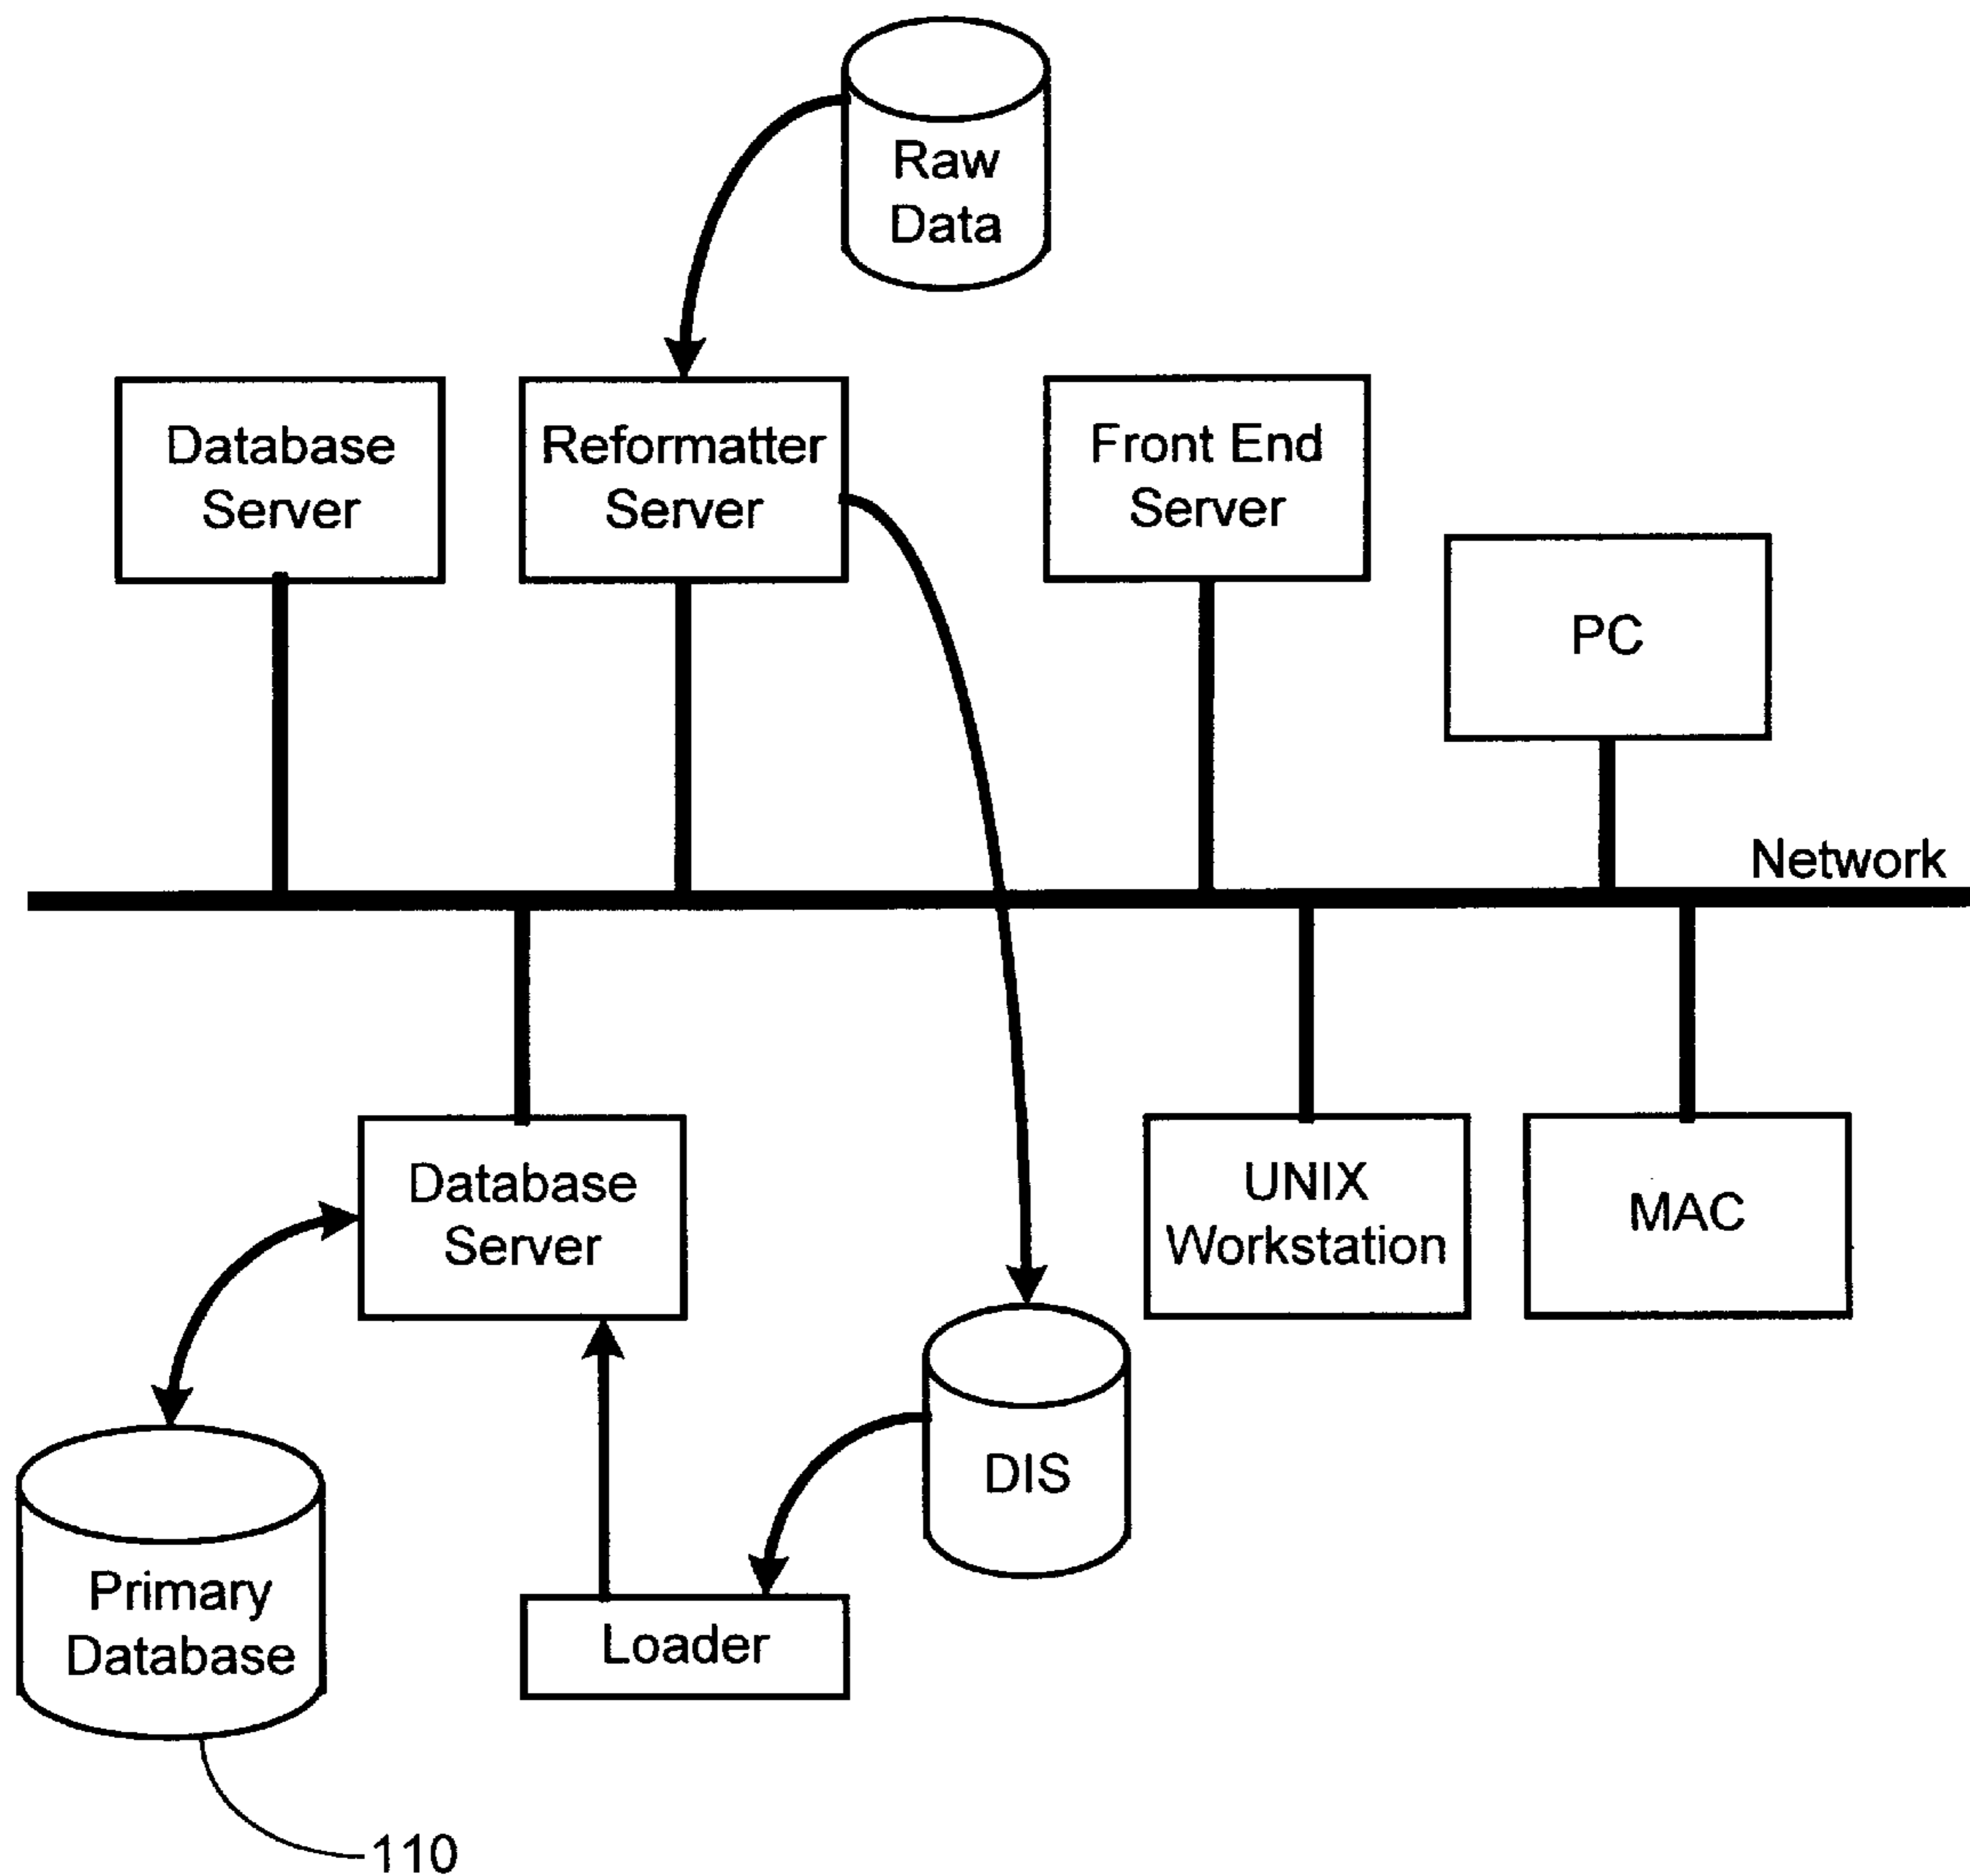 Raw
Data
Database
Server
Reformatter
Server
Front End
Server
PC
Network
Database
Server
UNIX
Workstation
MAC
DIS
Primary
Database
Loader
110